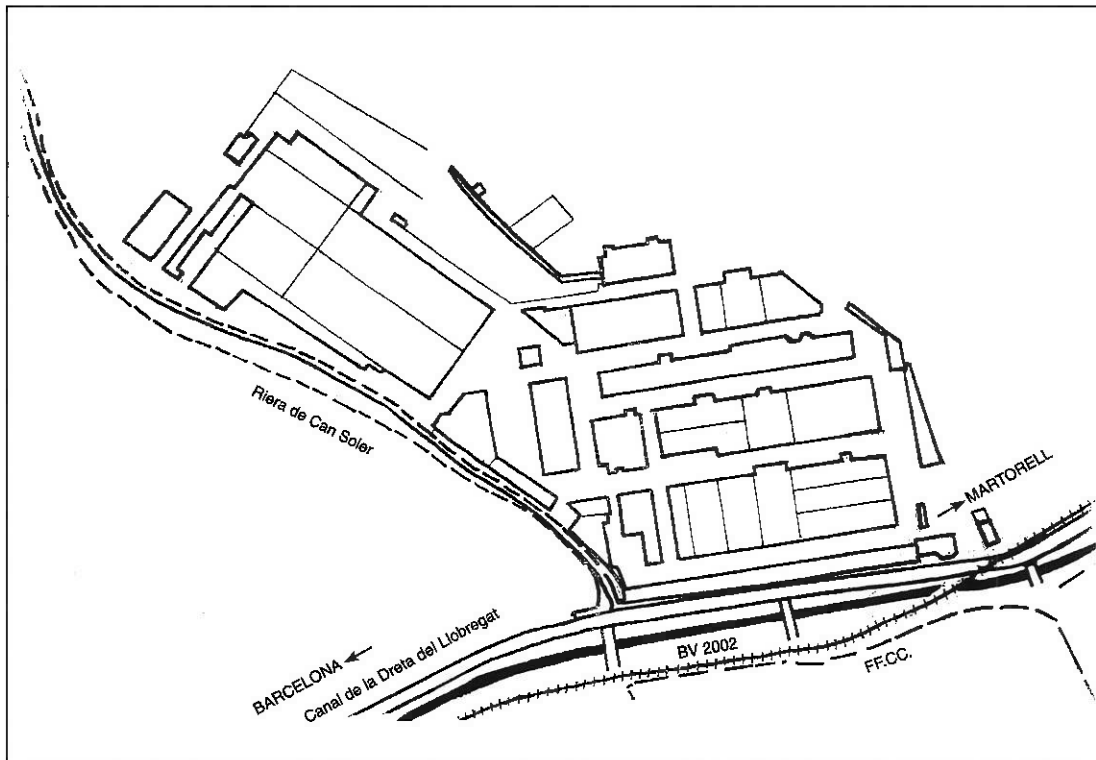 Riera de Can Soler
MARTORELL
BARCELONA
Canal de la Dreta del Llobregat
BV 2002
FF.CC.